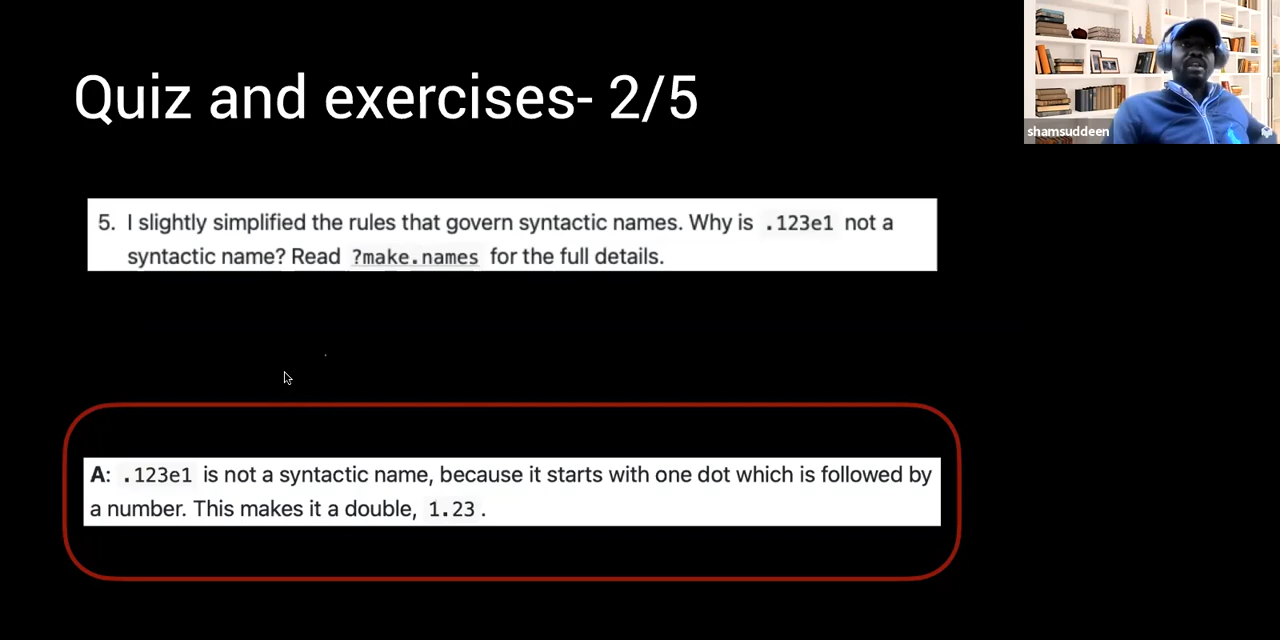 Quiz and exercises- 2/5
shamsuddeen
5. I slightly simplified the rules that govern syntactic names. Why is .123e1 not a
syntactic name? Read ?make.names for the full details.
A: .123e1 is not a syntactic name, because it starts with one dot which is followed by
a number. This makes it a double, 1.23.